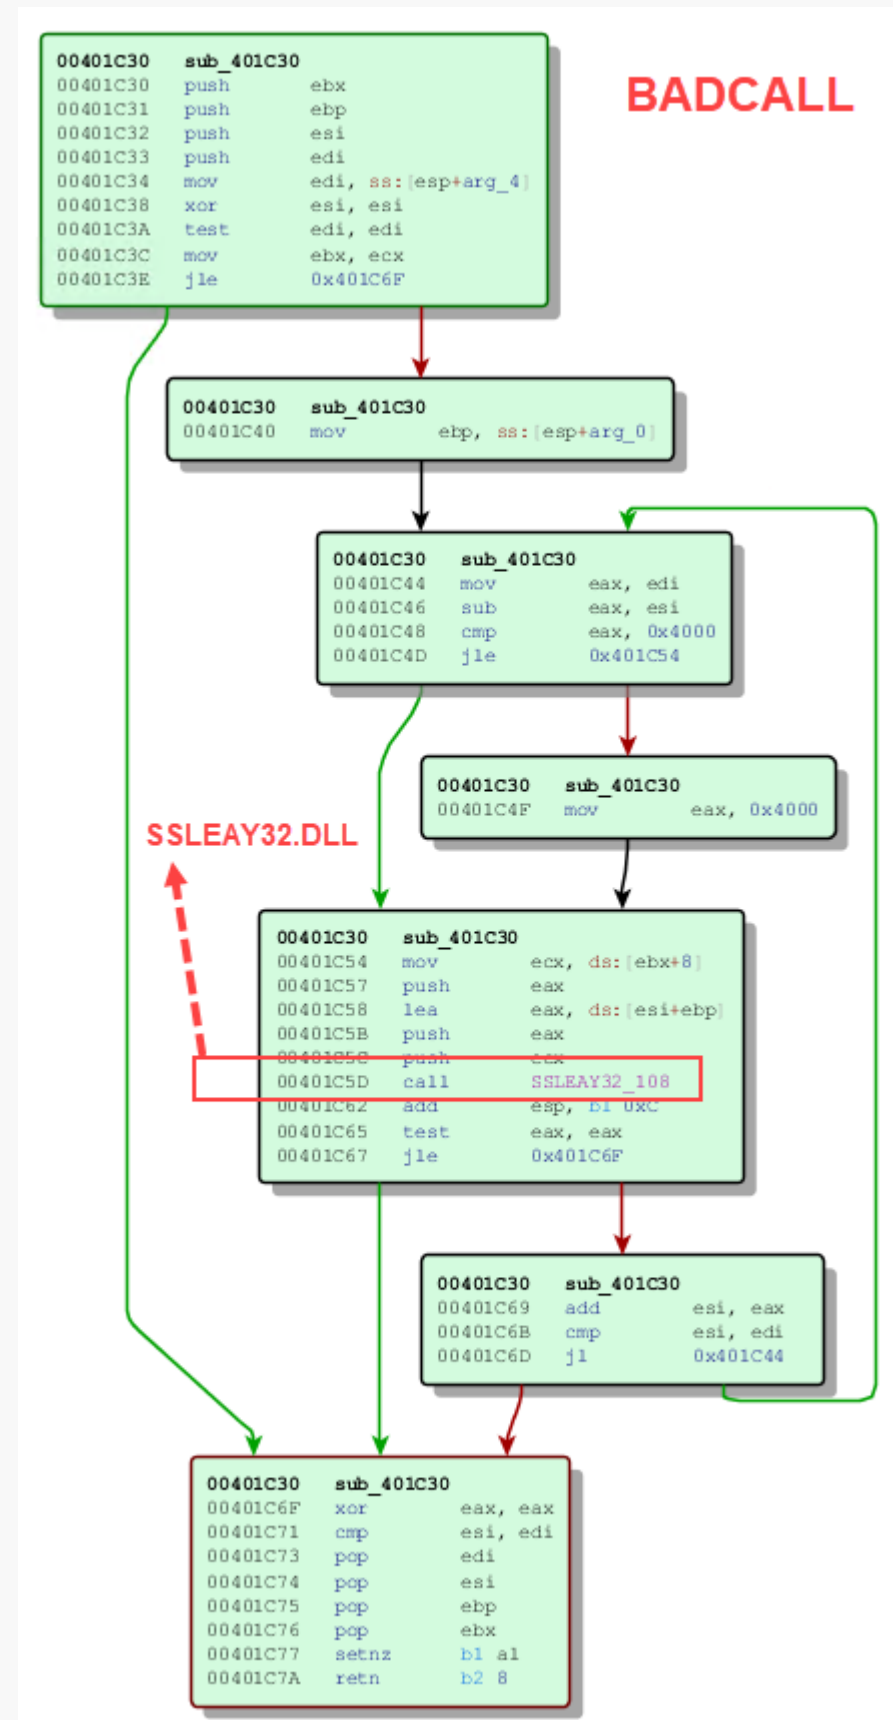 BADCALL
00401C30 sub_401C30
00401C30 push ebx
00401C31 push ebp
00401C32 push esi
00401C33 push edi
00401C34 mov edi, ss:[esp+arg_4]
00401C38 xor esi, esi
00401C3A test edi, edi
00401C3C mov ebx, ecx
00401C3E jle 0x401C6F
00401C30 sub_401C30
00401C40 mov ebp, ss:[esp+arg_0]
00401C30 sub_401C30
00401C44 mov eax, edi
00401C46 sub eax, esi
00401C48 cmp eax, 0x4000
00401C4D jle 0x401C54
00401C30 sub_401C30
00401C4F mov eax, 0x4000
SSLEAY32.DLL
00401C30 sub_401C30
00401C54 mov ecx, ds:[ebx+8]
00401C57 push eax
00401C58 lea eax, ds:[esi+ebp]
00401C5B push eax
00401C5C push ecx
00401C5D call SSLEAY32_108
00401C62 add esp, b1 0xC
00401C65 test eax, eax
00401C67 jle 0x401C6F
00401C30 sub_401C30
00401C69 add esi, eax
00401C6B cmp esi, edi
00401C6D jl 0x401C44
00401C30 sub_401C30
00401C6F xor eax, eax
00401C71 cmp esi, edi
00401C73 pop edi
00401C74 pop esi
00401C75 pop ebp
00401C76 pop ebx
00401C77 setnz b1 al
00401C7A retn b2 8